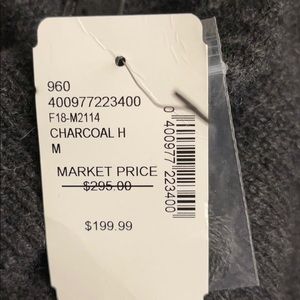 960
400977223400
F18-M2114
CHARCOAL H
M
MARKET PRICE
$295.00
$199.99
0 400977 223400